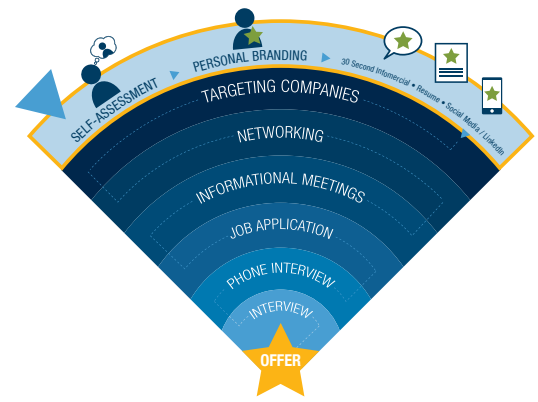 SELF-ASSESSMENT
PERSONAL BRANDING
30 Second Infomercial • Resume • Social Media / LinkedIn
TARGETING COMPANIES
NETWORKING
INFORMATIONAL MEETINGS
JOB APPLICATION
PHONE INTERVIEW
INTERVIEW
OFFER